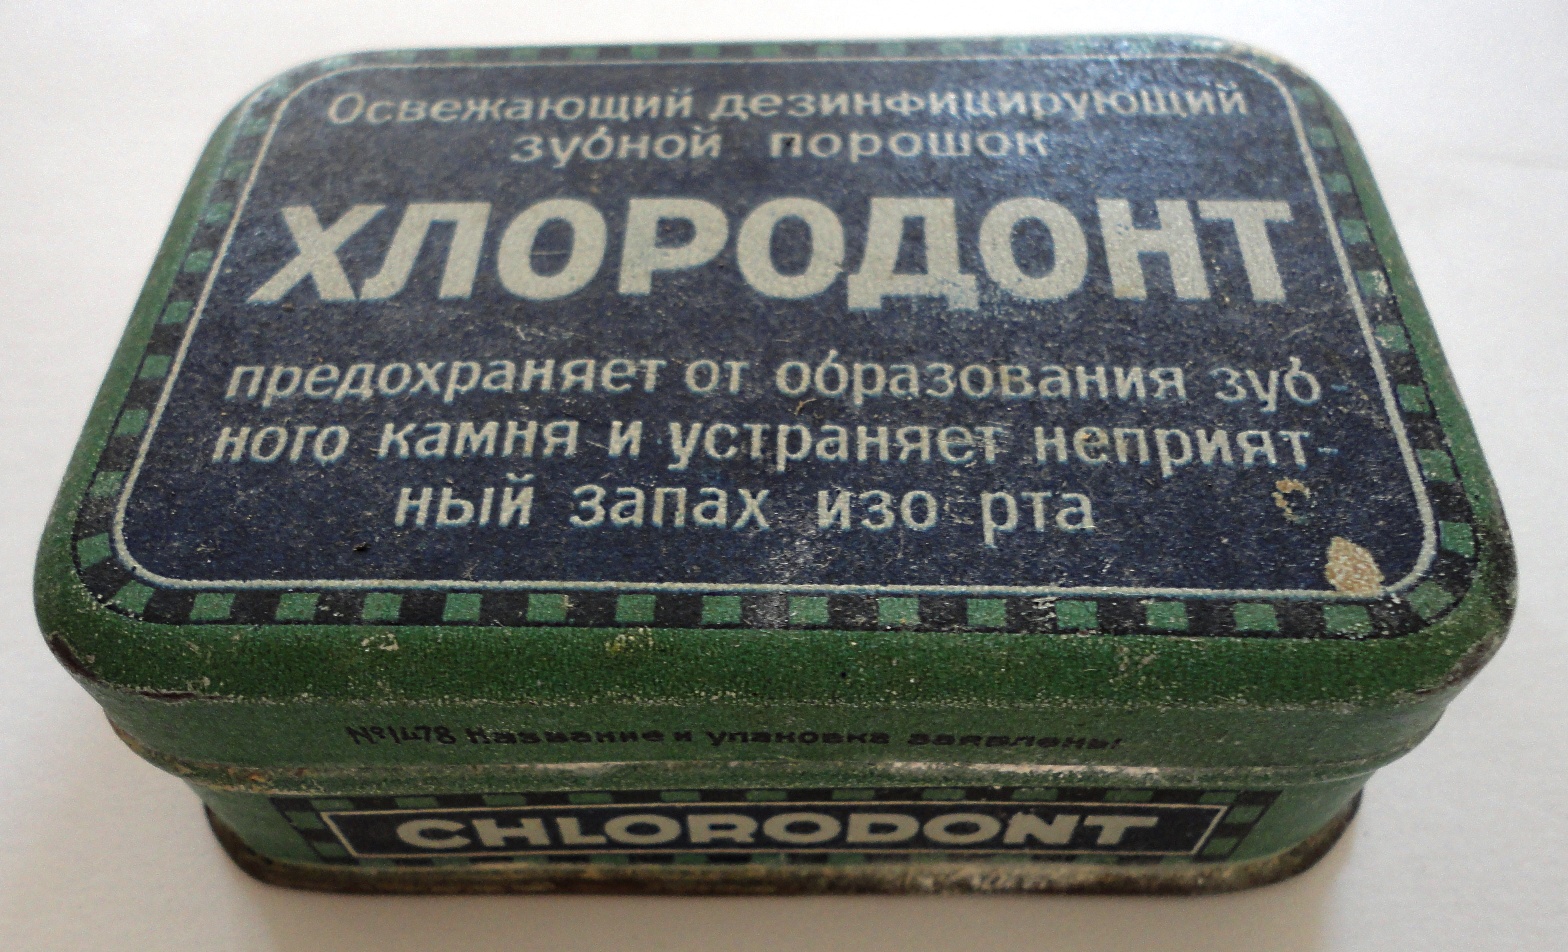 Освежающий дезинфицирующий
зубной порошок
ХЛОРОДОНТ
предохраняет от образования зуб-
ного камня и устраняет неприят-
ный запах изо рта
№1478 Название и упаковка заявлены
CHLORODONT